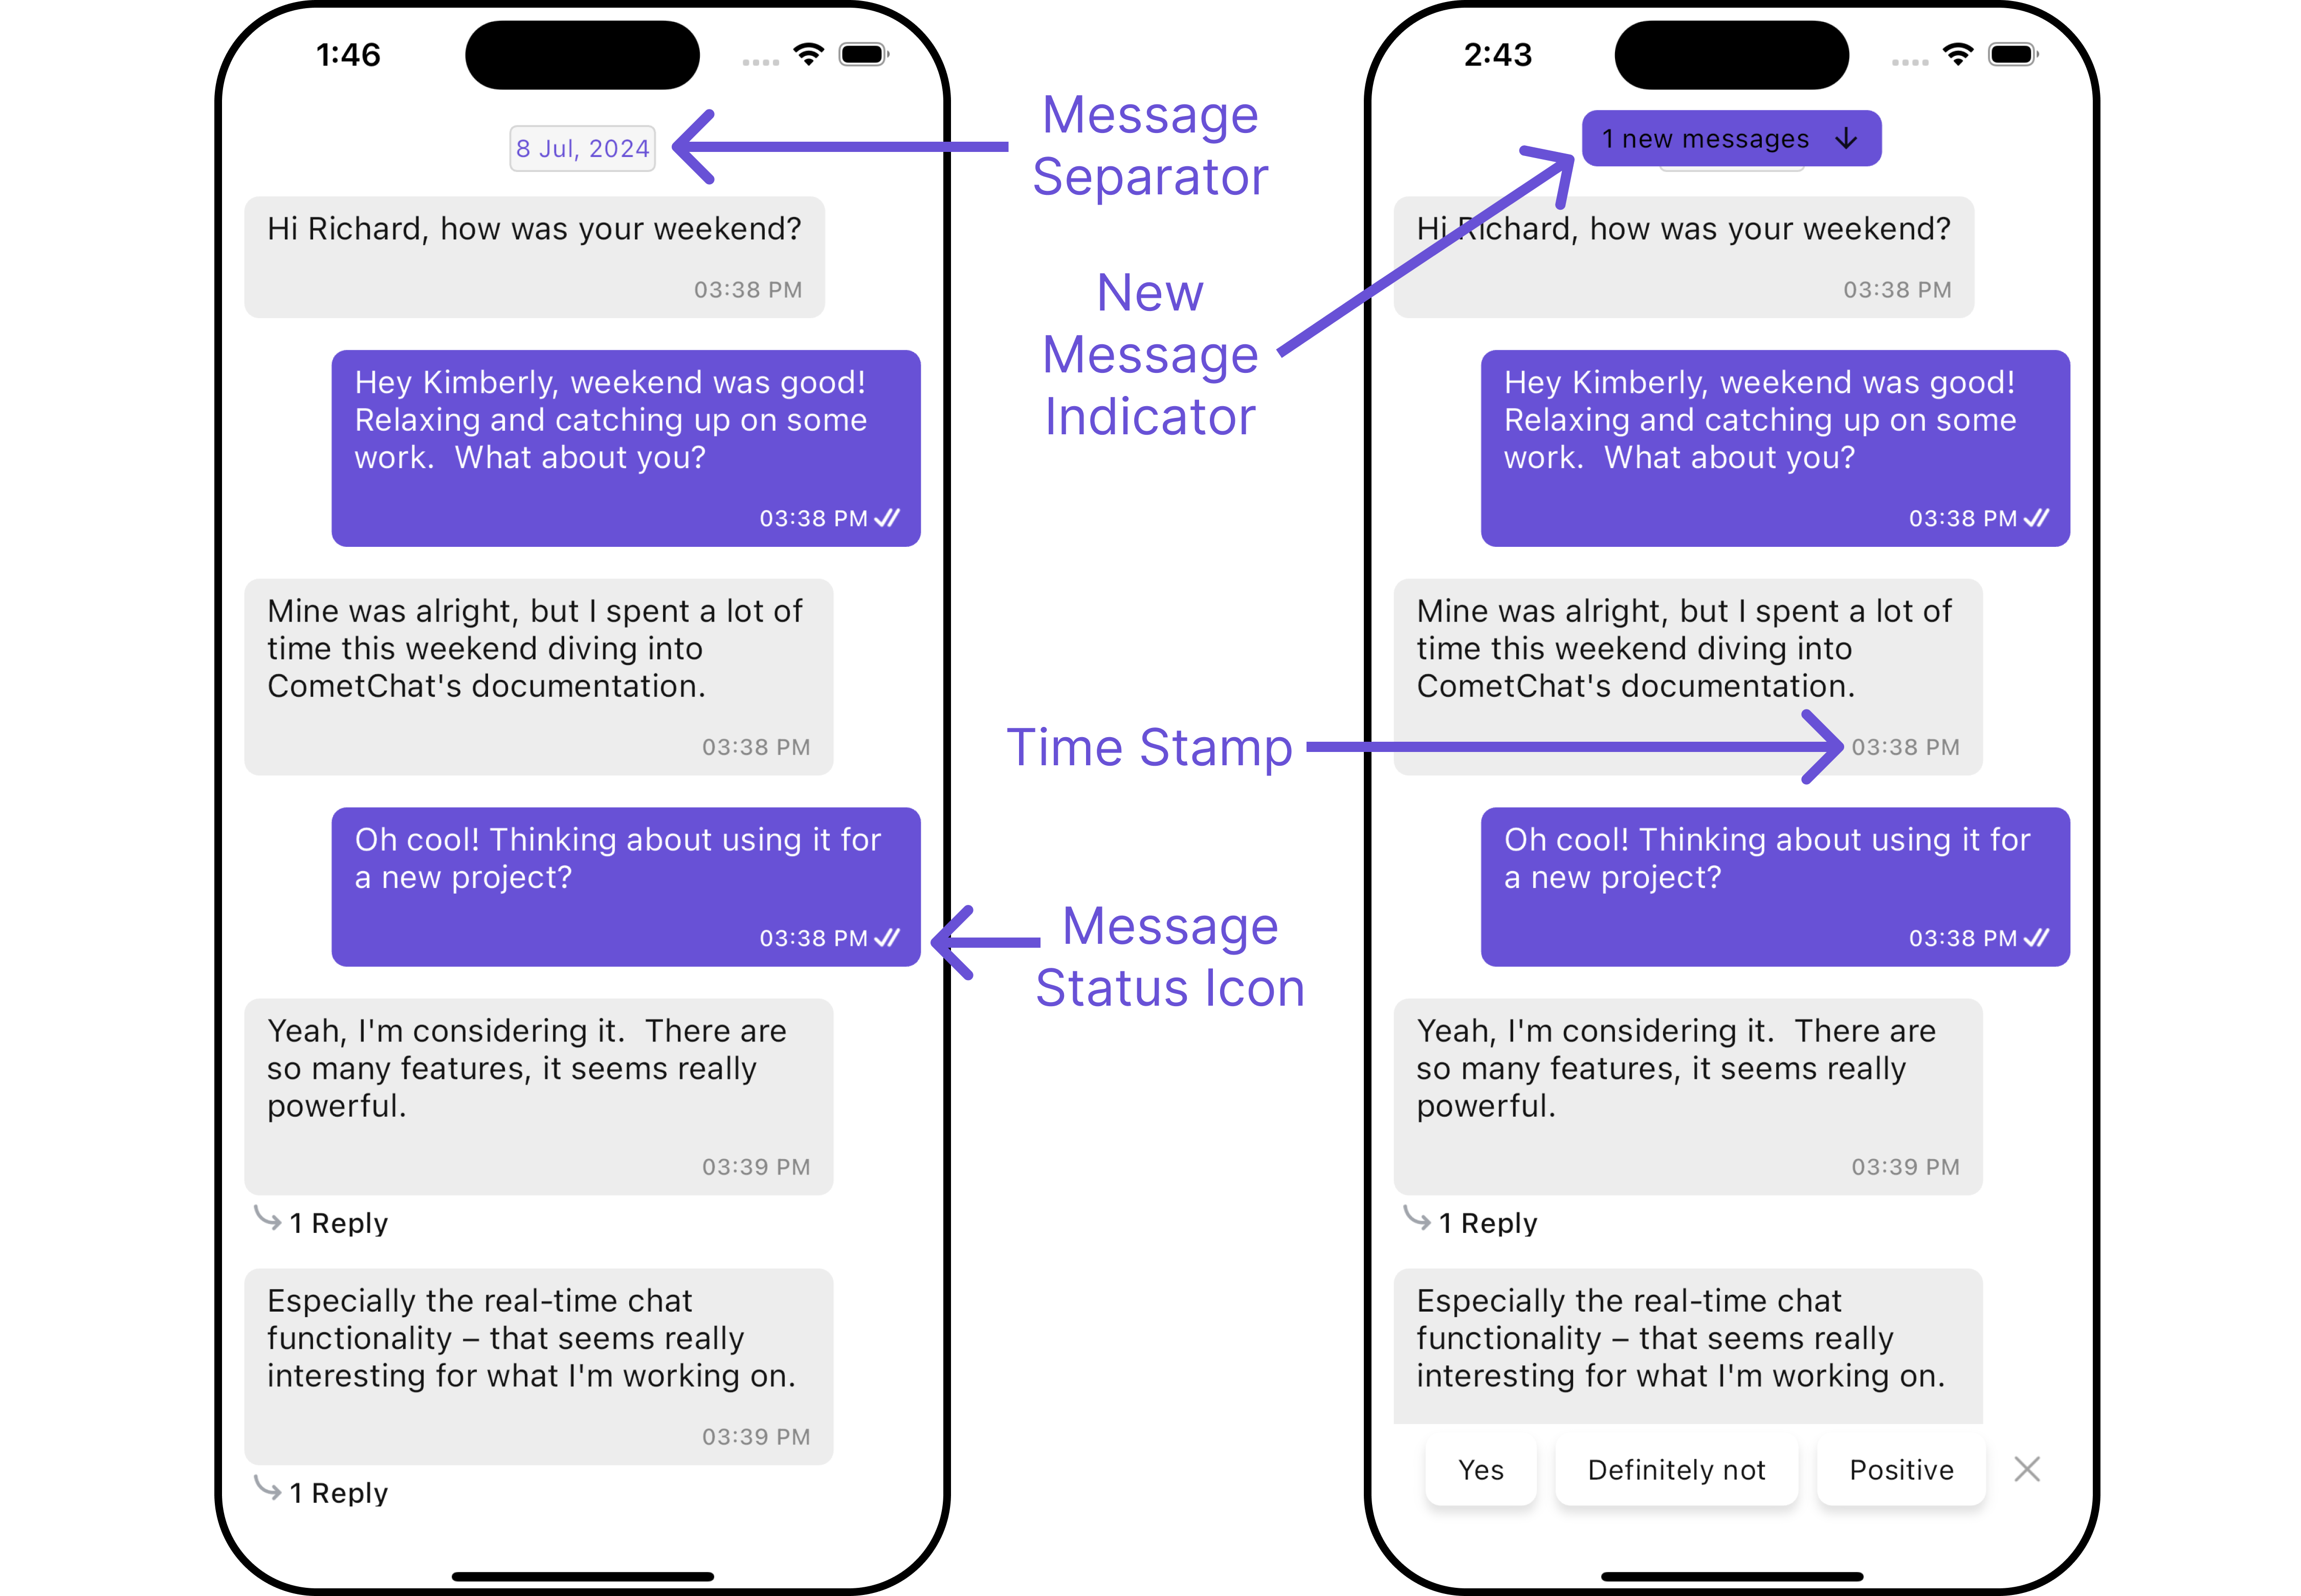 1:46
8 Jul, 2024
Hi Richard, how was your weekend?
03:38 PM
Hey Kimberly, weekend was good!
Relaxing and catching up on some
work.  What about you?
03:38 PM
Mine was alright, but I spent a lot of
time this weekend diving into
CometChat's documentation.
03:38 PM
Oh cool! Thinking about using it for
a new project?
03:38 PM
Yeah, I'm considering it.  There are
so many features, it seems really
powerful.
03:39 PM
1 Reply
Especially the real-time chat
functionality – that seems really
interesting for what I'm working on.
03:39 PM
1 Reply
Message
Separator
New
Message
Indicator
Time Stamp
Message
Status Icon
2:43
1 new messages
Hi Richard, how was your weekend?
03:38 PM
Hey Kimberly, weekend was good!
Relaxing and catching up on some
work.  What about you?
03:38 PM
Mine was alright, but I spent a lot of
time this weekend diving into
CometChat's documentation.
03:38 PM
Oh cool! Thinking about using it for
a new project?
03:38 PM
Yeah, I'm considering it.  There are
so many features, it seems really
powerful.
03:39 PM
1 Reply
Especially the real-time chat
functionality – that seems really
interesting for what I'm working on.
Yes
Definitely not
Positive